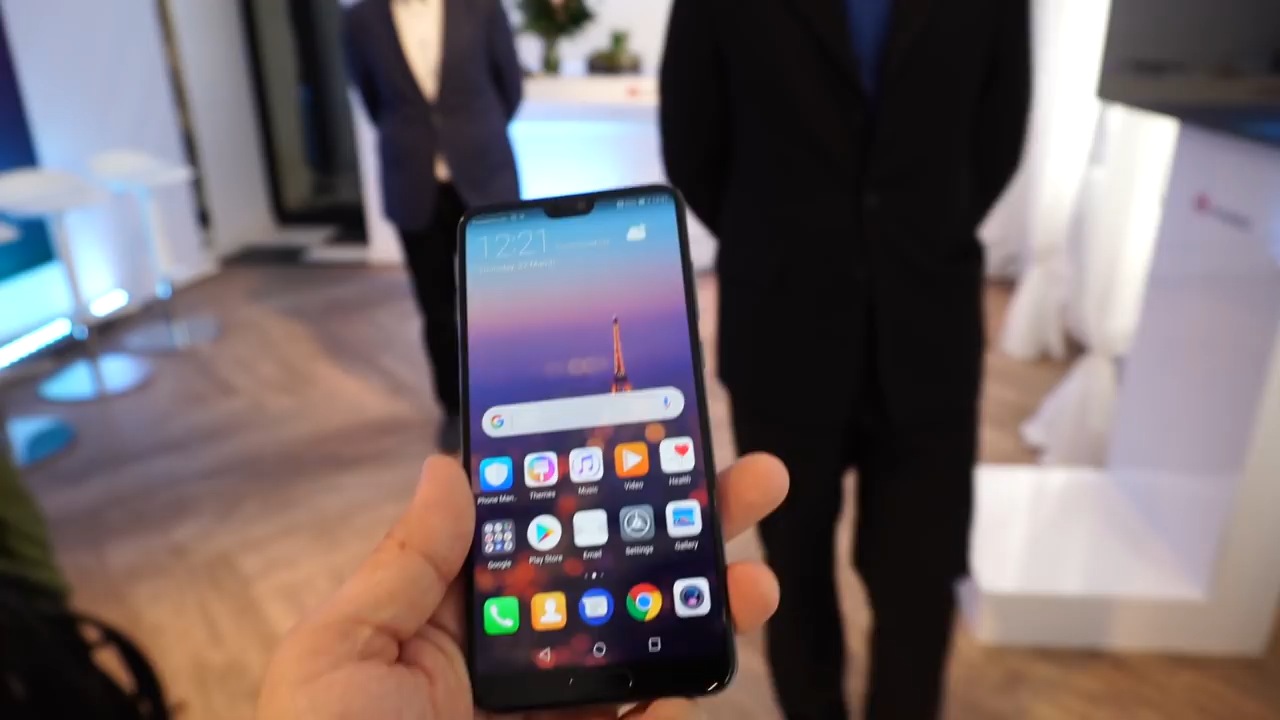 12:21
Phone Man..
Themes
Music
Video
Health
Google
Play Store
Email
Settings
Gallery